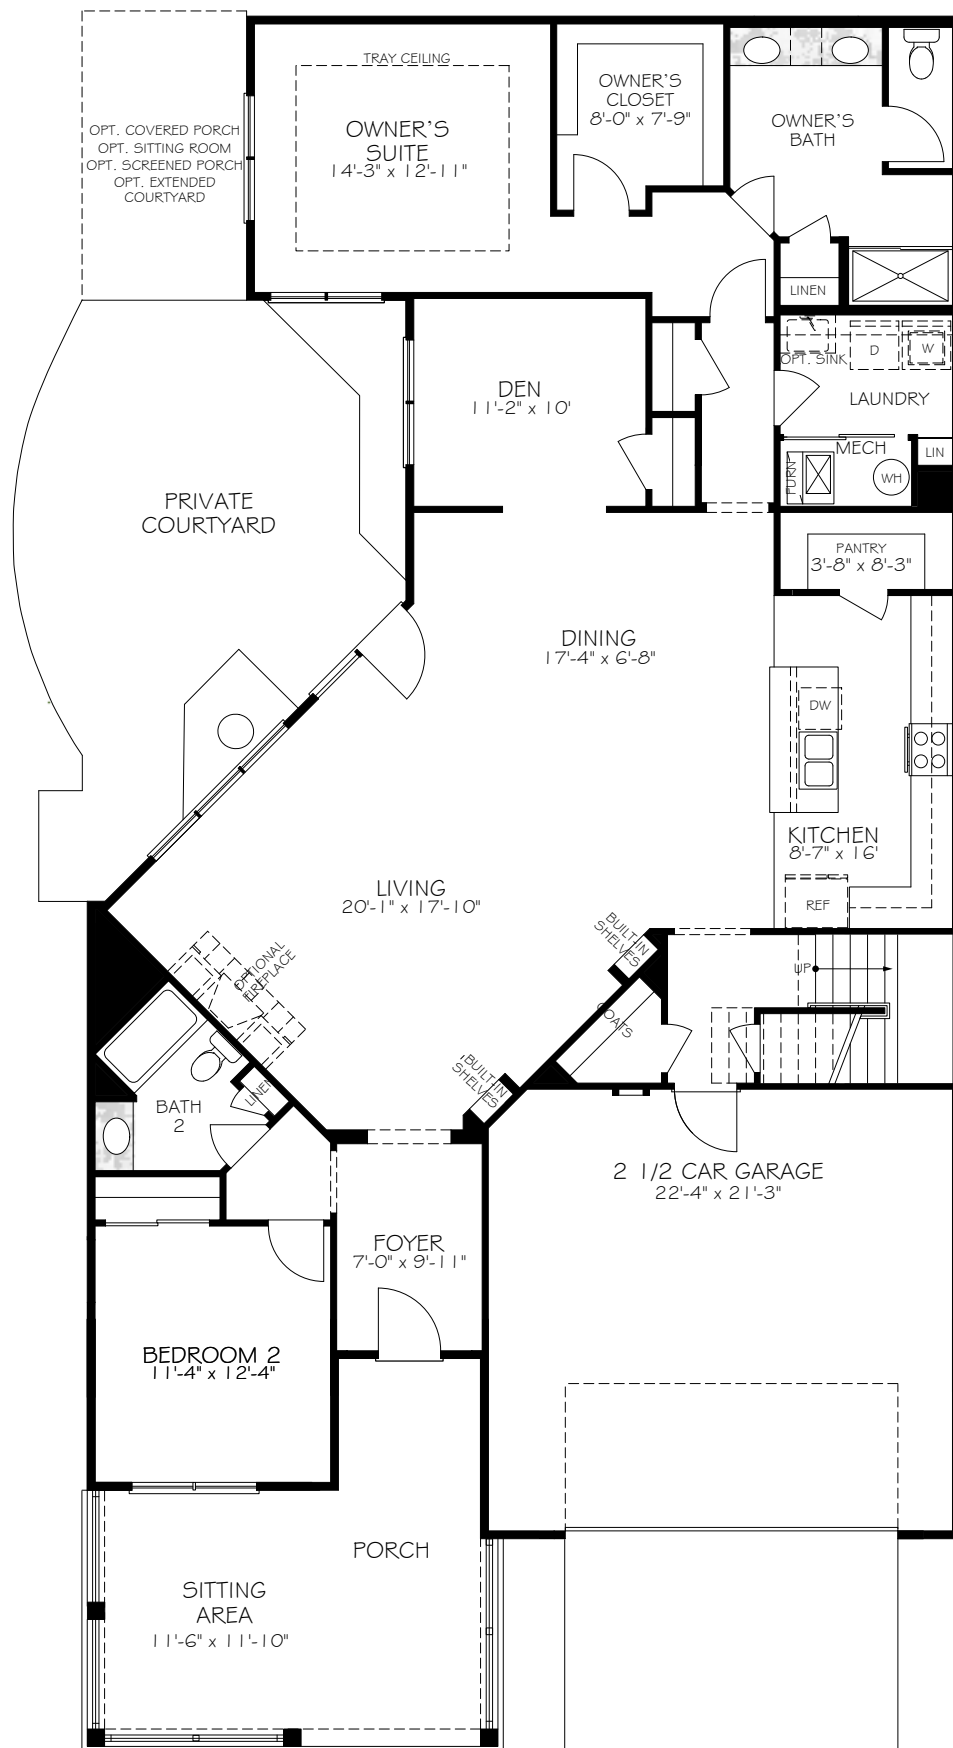 TRAY CEILING
OWNER'S
SUITE
14'-3" x 12'-11"
OWNER'S
CLOSET
8'-0" x 7'-9"
OWNER'S
BATH
OPT. COVERED PORCH
OPT. SITTING ROOM
OPT. SCREENED PORCH
OPT. EXTENDED
COURTYARD
LINEN
OPT. SINK
D
W
LAUNDRY
DEN
11'-2" x 10'
MECH
LIN
FURN
WH
PRIVATE
COURTYARD
PANTRY
3'-8" x 8'-3"
DINING
17'-4" x 6'-8"
DW
KITCHEN
8'-7" x 16'
REF
LIVING
20'-1" x 17'-10"
BUILT-IN
SHELVES
OPTIONAL
FIREPLACE
UP
COATS
BUILT-IN
SHELVES
LINEN
BATH
2
2 1/2 CAR GARAGE
22'-4" x 21'-3"
FOYER
7'-0" x 9'-11"
BEDROOM 2
11'-4" x 12'-4"
PORCH
SITTING
AREA
11'-6" x 11'-10"